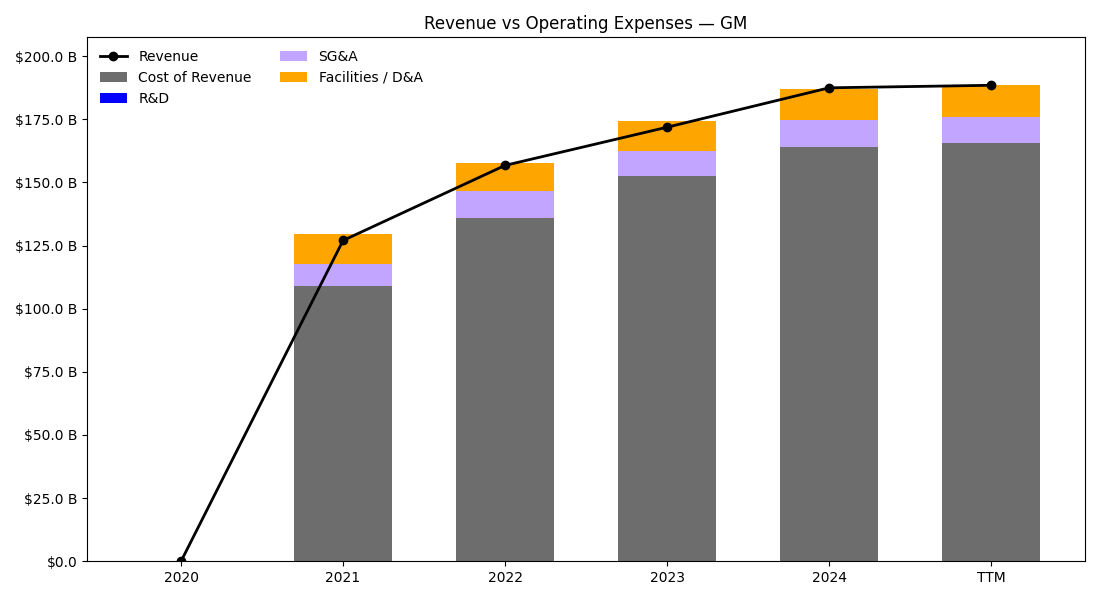 Revenue vs Operating Expenses — GM
Revenue
Cost of Revenue
R&D
SG&A
Facilities / D&A
$200.0 B
$175.0 B
$150.0 B
$125.0 B
$100.0 B
$75.0 B
$50.0 B
$25.0 B
$0.0
2020 2021 2022 2023 2024 TTM